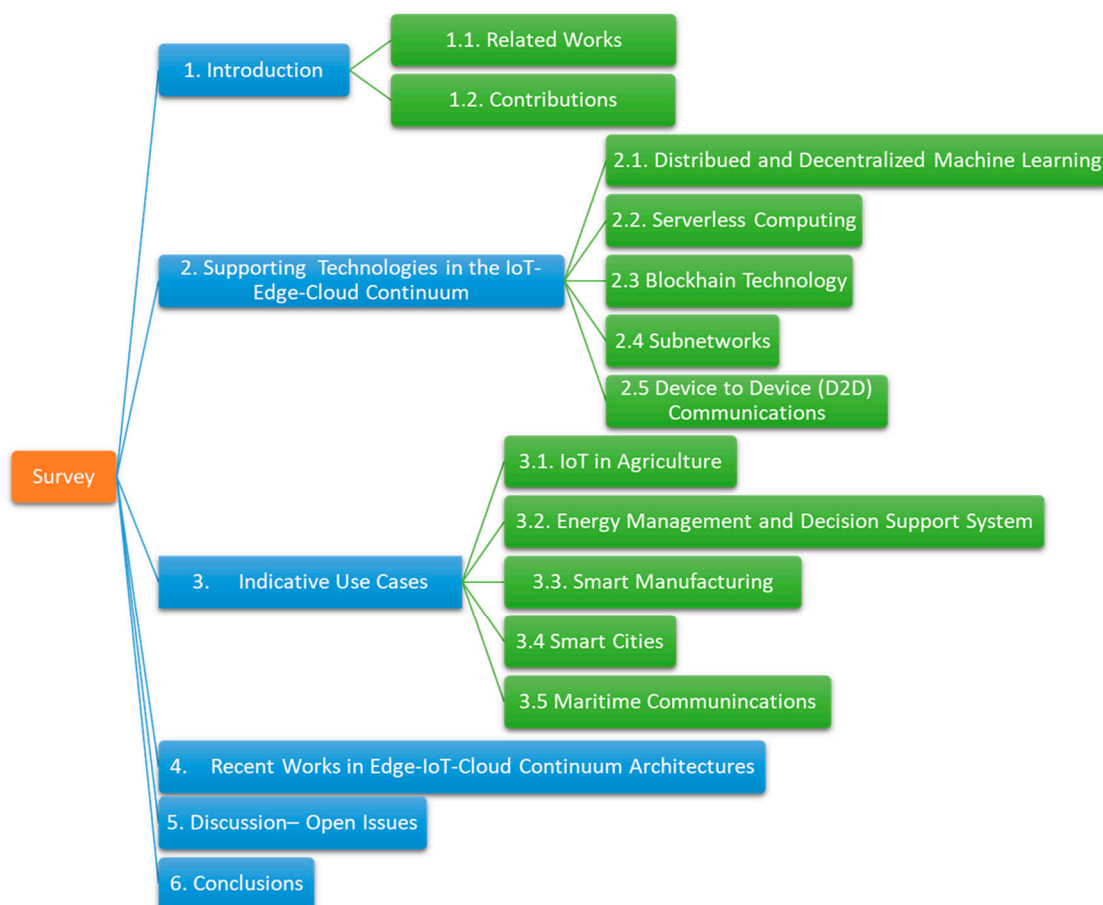 1. Introduction
1.1. Related Works
1.2. Contributions
2. Supporting Technologies in the IoT-
Edge-Cloud Continuum
2.1. Distribued and Decentralized Machine Learning
2.2. Serverless Computing
2.3 Blockhain Technology
2.4 Subnetworks
2.5 Device to Device (D2D)
Communications
Survey
3. Indicative Use Cases
3.1. IoT in Agriculture
3.2. Energy Management and Decision Support System
3.3. Smart Manufacturing
3.4 Smart Cities
3.5 Maritime Communincations
4. Recent Works in Edge-IoT-Cloud Continuum Architectures
5. Discussion– Open Issues
6. Conclusions